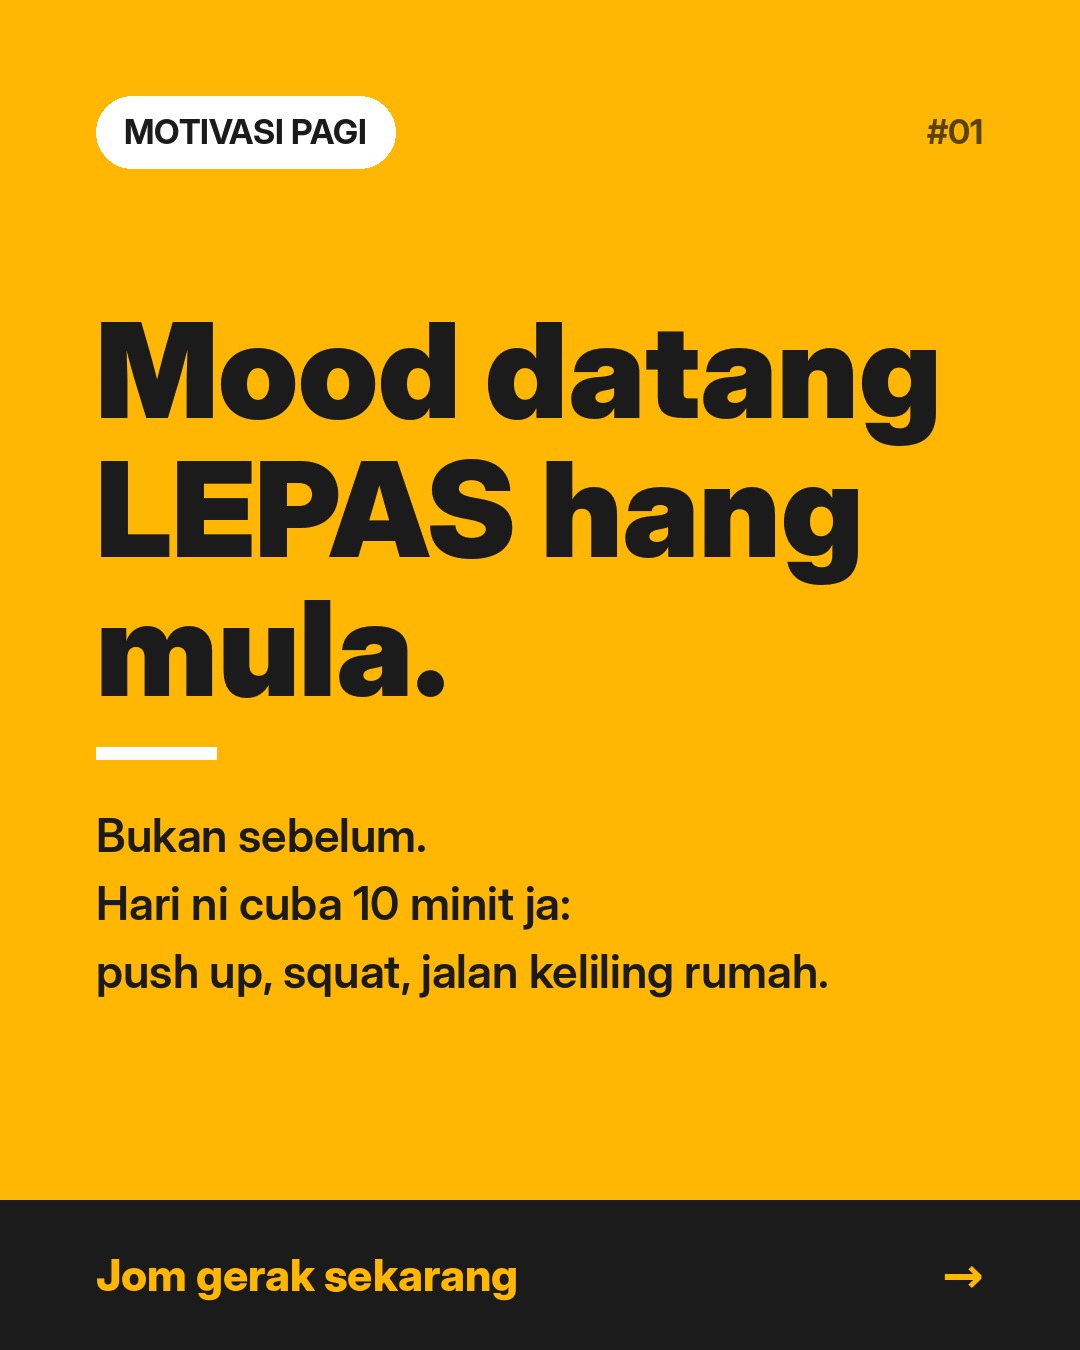 MOTIVASI PAGI
#01
Mood datang
LEPAS hang
mula.
Bukan sebelum.
Hari ni cuba 10 minit ja:
push up, squat, jalan keliling rumah.
Jom gerak sekarang →